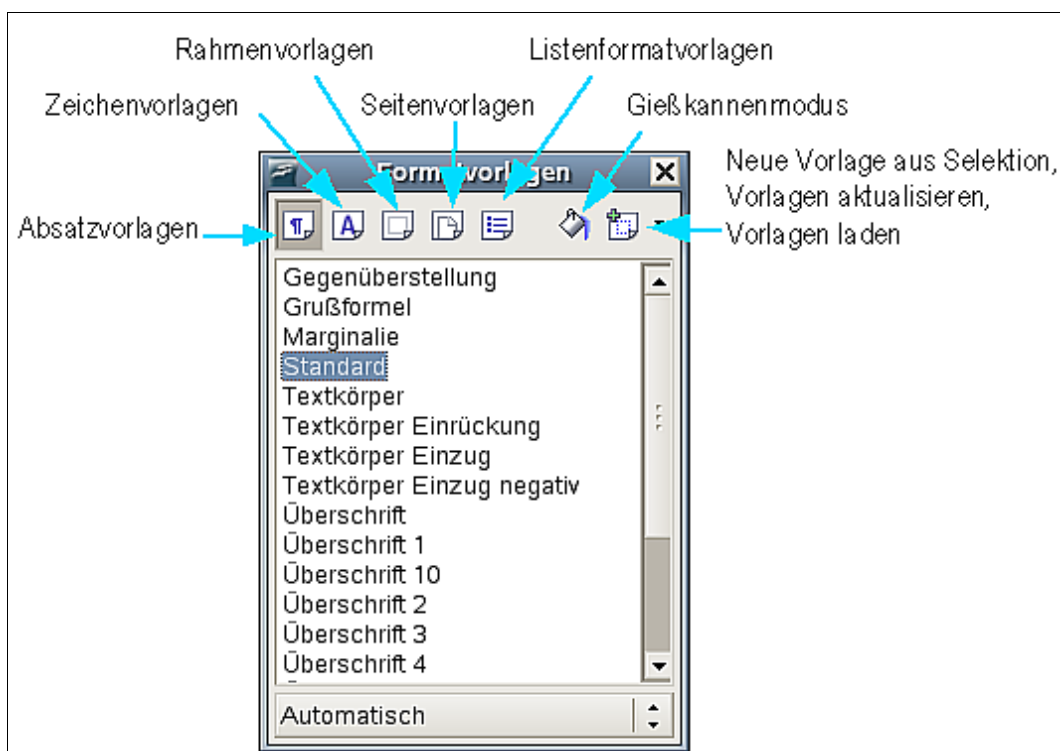 Rahmenvorlagen
Listenformatvorlagen
Zeichenvorlagen
Seitenvorlagen
Gießkannenmodus
Neue Vorlage aus Selektion,
Vorlagen aktualisieren,
Vorlagen laden
Absatzvorlagen
Formatvorlagen
Gegenüberstellung
Grußformel
Marginalie
Standard
Textkörper
Textkörper Einrückung
Textkörper Einzug
Textkörper Einzug negativ
Überschrift
Überschrift 1
Überschrift 10
Überschrift 2
Überschrift 3
Überschrift 4
Automatisch